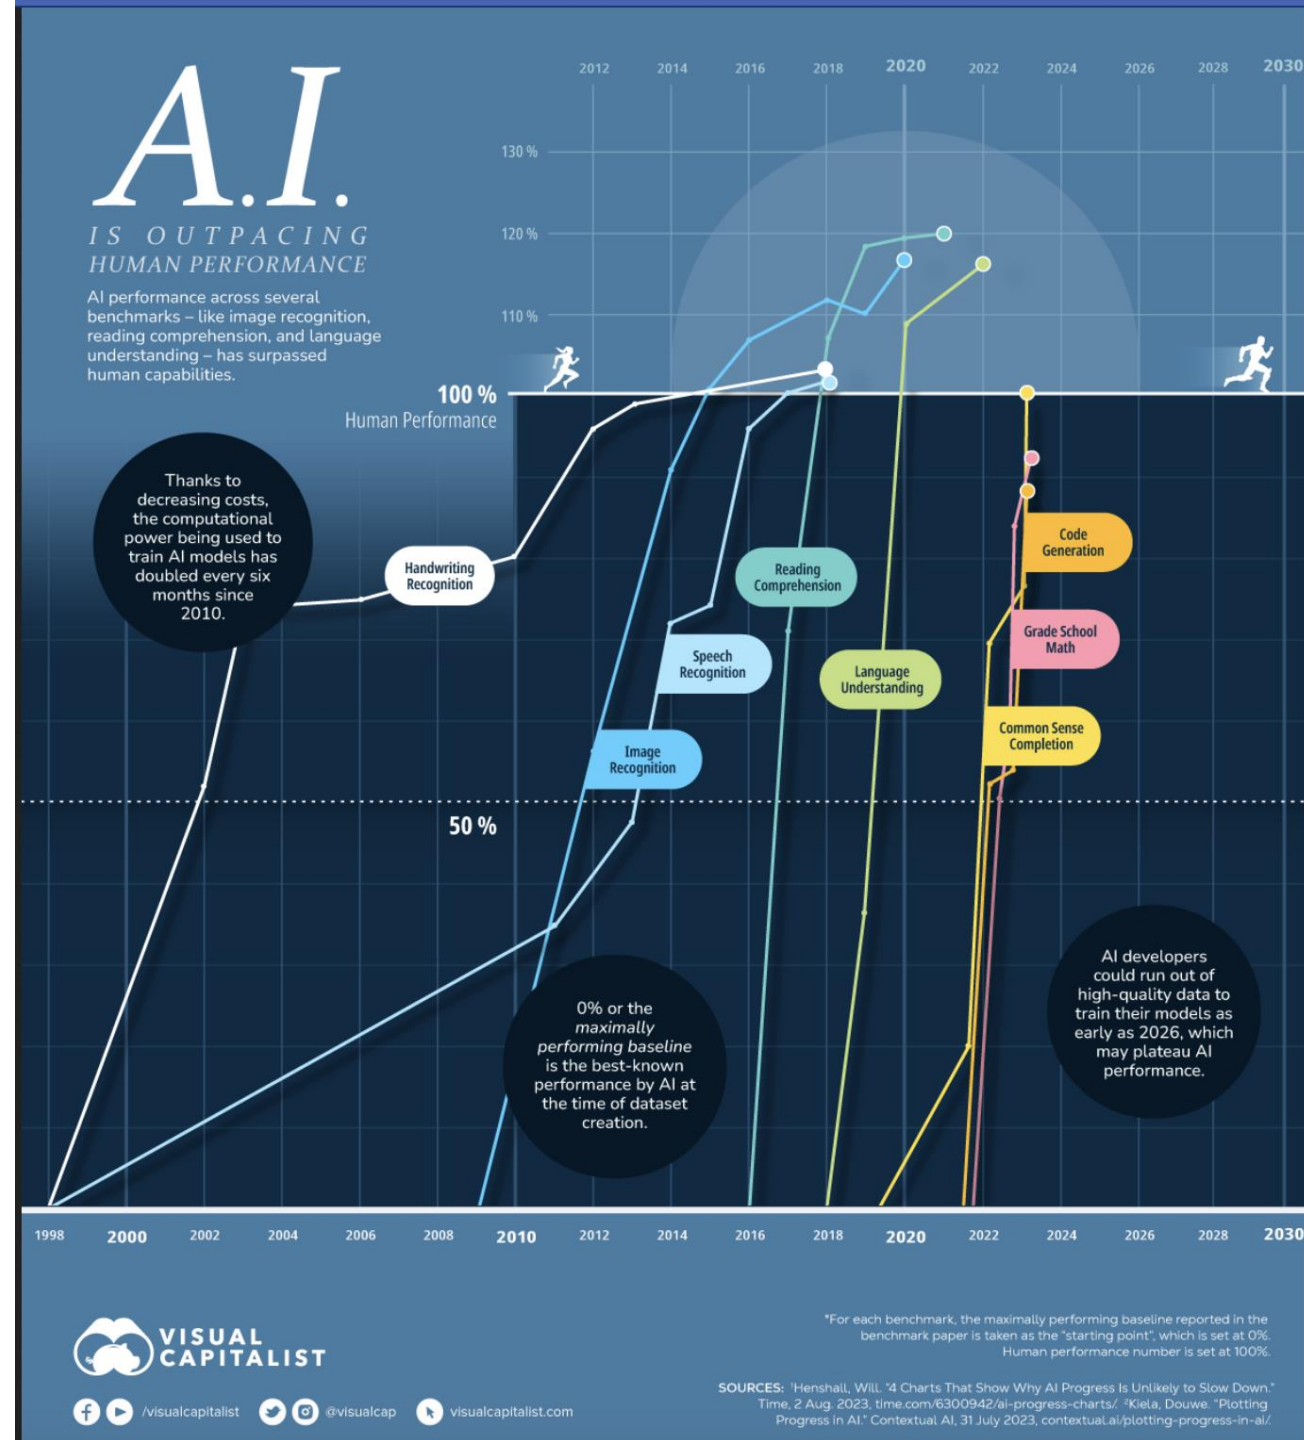 2012 2014 2016 2018 2020 2022 2024 2026 2028 2030
A.I.
IS OUTPACING
HUMAN PERFORMANCE
AI performance across several
benchmarks – like image recognition,
reading comprehension, and language
understanding – has surpassed
human capabilities.
130 %
120 %
110 %
100 %
Human Performance
Thanks to
decreasing costs,
the computational
power being used to
train AI models has
doubled every six
months since
2010.
Handwriting
Recognition
Speech
Recognition
Image
Recognition
Reading
Comprehension
Language
Understanding
Code
Generation
Grade School
Math
Common Sense
Completion
50 %
0% or the
maximally
performing baseline
is the best-known
performance by AI at
the time of dataset
creation.
AI developers
could run out of
high-quality data to
train their models as
early as 2026, which
may plateau AI
performance.
1998 2000 2002 2004 2006 2008 2010 2012 2014 2016 2018 2020 2022 2024 2026 2028 2030
VISUAL
CAPITALIST
/visualcapitalist @visualcap visualcapitalist.com
*For each benchmark, the maximally performing baseline reported in the
benchmark paper is taken as the "starting point", which is set at 0%.
Human performance number is set at 100%.
SOURCES: ¹Henshall, Will. "4 Charts That Show Why AI Progress Is Unlikely to Slow Down."
Time, 2 Aug. 2023, time.com/6300942/ai-progress-charts/. ²Kiela, Douwe. "Plotting
Progress in AI." Contextual AI, 31 July 2023, contextual.ai/plotting-progress-in-ai/.